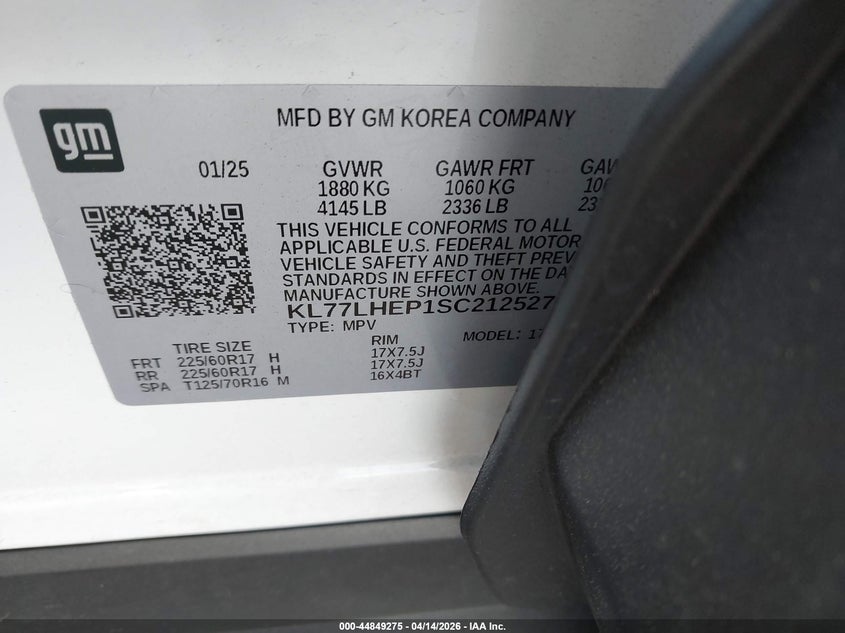 gm
MFD BY GM KOREA COMPANY
01/25 GVWR GAWR FRT
1880 KG 1060 KG
4145 LB 2336 LB
THIS VEHICLE CONFORMS TO ALL
APPLICABLE U.S. FEDERAL MOTOR
VEHICLE SAFETY AND THEFT
STANDARDS IN EFFECT ON THE
MANUFACTURE SHOWN ABOVE.
KL77LHEP1SC212527
TYPE: MPV MODEL:
TIRE SIZE RIM
FRT 225/60R17 H 17X7.5J
RR 225/60R17 H 17X7.5J
SPA T125/70R16 M 16X4BT
000-44849275 - 04/14/2026 - IAA Inc.